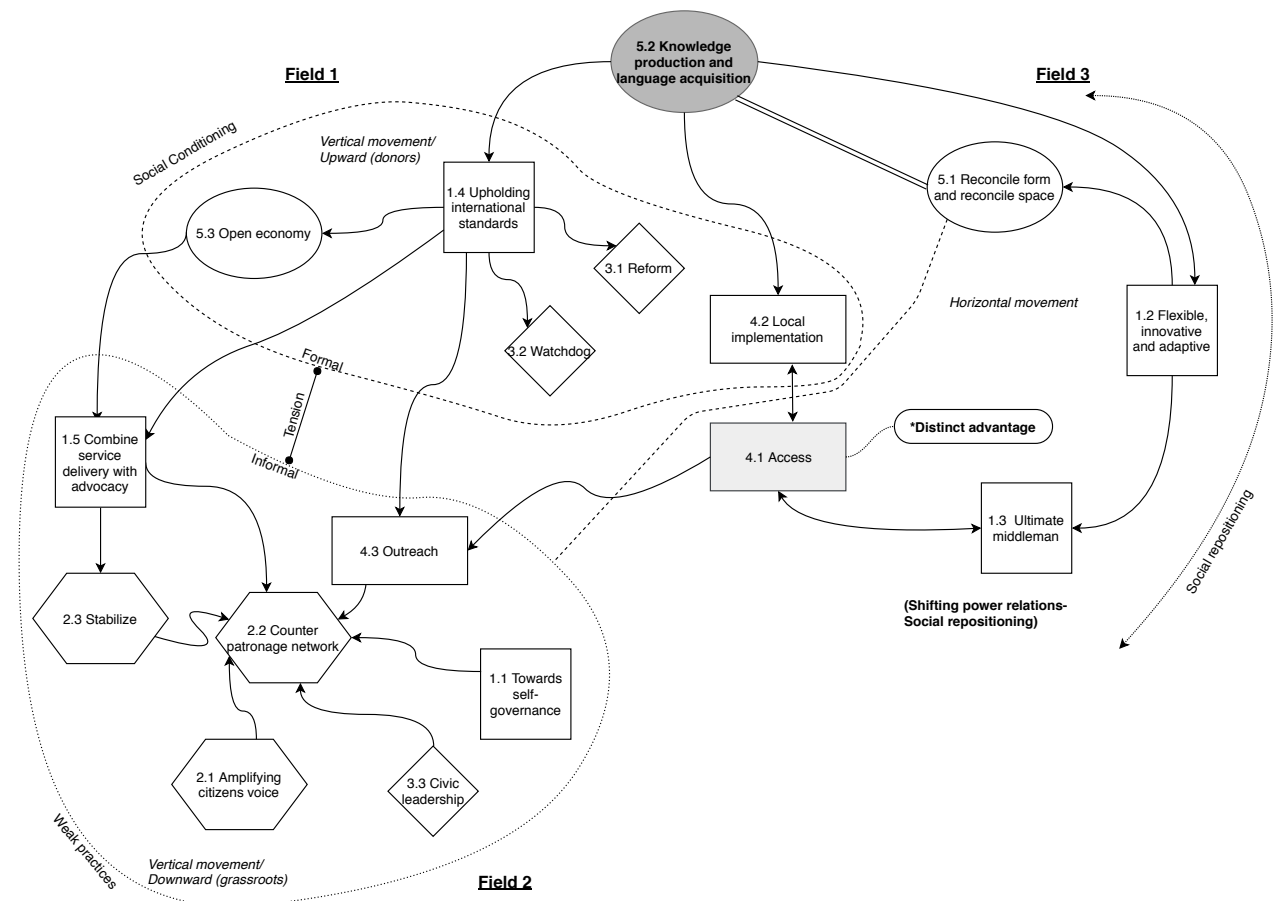 5.2 Knowledge
production and
language acquisition
Field 1
Field 3
Social Conditioning
Vertical movement/
Upward (donors)
1.4 Upholding
international
standards
5.1 Reconcile form
and reconcile space
5.3 Open economy
3.1 Reform
Horizontal movement
4.2 Local
implementation
1.2 Flexible,
innovative
and adaptive
3.2 Watchdog
Formal
Tension
Informal
1.5 Combine
service
delivery with
advocacy
*Distinct advantage
4.1 Access
1.3 Ultimate
middleman
Social repositioning
4.3 Outreach
(Shifting power relations-
Social repositioning)
2.3 Stabilize
2.2 Counter
patronage network
1.1 Towards
self-
governance
2.1 Amplifying
citizens voice
3.3 Civic
leadership
Weak practices
Vertical movement/
Downward (grassroots)
Field 2